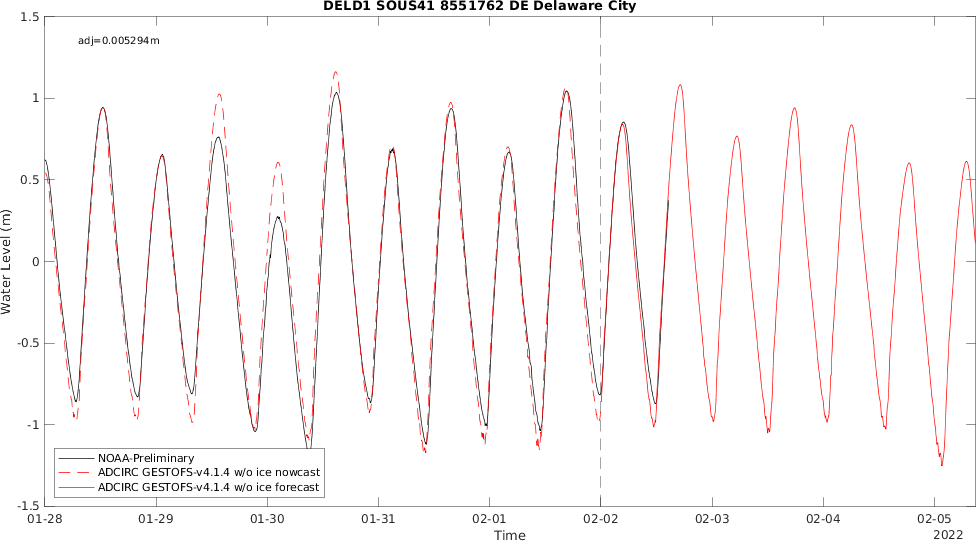 DELD1 SOUS41 8551762 DE Delaware City
adj=0.005294m
1.5
1
0.5
0
-0.5
-1
-1.5
Water Level (m)
NOAA-Preliminary
ADCIRC GESTOFS-v4.1.4 w/o ice nowcast
ADCIRC GESTOFS-v4.1.4 w/o ice forecast
01-28 01-29 01-30 01-31 02-01 02-02 02-03 02-04 02-05
Time
2022